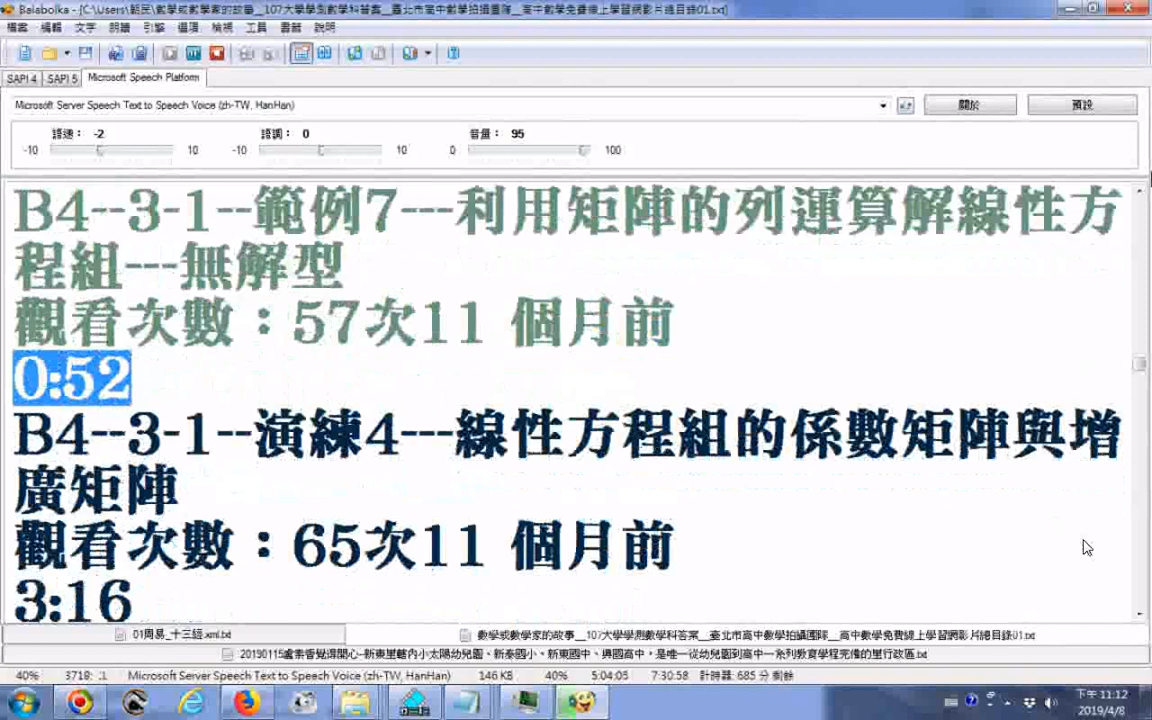 Balabolka - [C:\Users\範民\數學或數學家的故事__107大學學測數學科答案__臺北市高中數學拍攝團隊__高中數學免費線上學習網影片總目錄01.txt]
檔案 編輯 文字 朗讀 引擎 選項 檢視 工具 書籤 說明
SAPI 4 SAPI 5 Microsoft Speech Platform
Microsoft Server Speech Text to Speech Voice (zh-TW, HanHan) 關於 預設
語速： -2 語調： 0 音量： 95
-10 10 -10 10 0 100
B4--3-1--範例7---利用矩陣的列運算解線性方
程組---無解型
觀看次數：57次11 個月前
0:52
B4--3-1--演練4---線性方程組的係數矩陣與增
廣矩陣
觀看次數：65次11 個月前
3:16
01周易_十三經.xml.txt 數學或數學家的故事__107大學學測數學科答案__臺北市高中數學拍攝團隊__高中數學免費線上學習網影片總目錄01.txt
20190115盧素香覺得開心-新東里轄內小太陽幼兒園、新泰國小、新東國中、興國高中，是唯一從幼兒園到高中一系列教育學程完備的里行政區.txt
40% 3718: :1 Microsoft Server Speech Text to Speech Voice (zh-TW, HanHan) 146 KB 40% 5:04:05 7:30:58 計時器: 685 分 剩餘
下午 11:12
2019/4/8